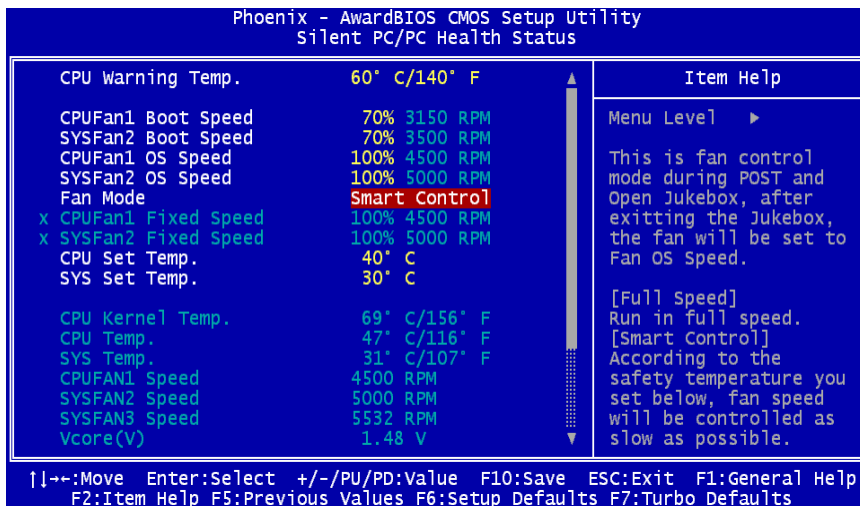 Phoenix - AwardBIOS CMOS Setup Utility
Silent PC/PC Health Status
CPU Warning Temp. 60° C/140° F
CPUFan1 Boot Speed 70% 3150 RPM
SYSFan2 Boot Speed 70% 3500 RPM
CPUFan1 OS Speed 100% 4500 RPM
SYSFan2 OS Speed 100% 5000 RPM
Fan Mode Smart Control
x CPUFan1 Fixed Speed 100% 4500 RPM
x SYSFan2 Fixed Speed 100% 5000 RPM
CPU Set Temp. 40° C
SYS Set Temp. 30° C
CPU Kernel Temp. 69° C/156° F
CPU Temp. 47° C/116° F
SYS Temp. 31° C/107° F
CPUFAN1 Speed 4500 RPM
SYSFAN2 Speed 5000 RPM
SYSFAN3 Speed 5532 RPM
Vcore(V) 1.48 V
Item Help
Menu Level ▶
This is fan control
mode during POST and
Open Jukebox, after
exitting the Jukebox,
the fan will be set to
Fan OS Speed.
[Full Speed]
Run in full speed.
[Smart Control]
According to the
safety temperature you
set below, fan speed
will be controlled as
slow as possible.
↑↓→←:Move Enter:Select +/-/PU/PD:Value F10:Save ESC:Exit F1:General Help
F2:Item Help F5:Previous Values F6:Setup Defaults F7:Turbo Defaults